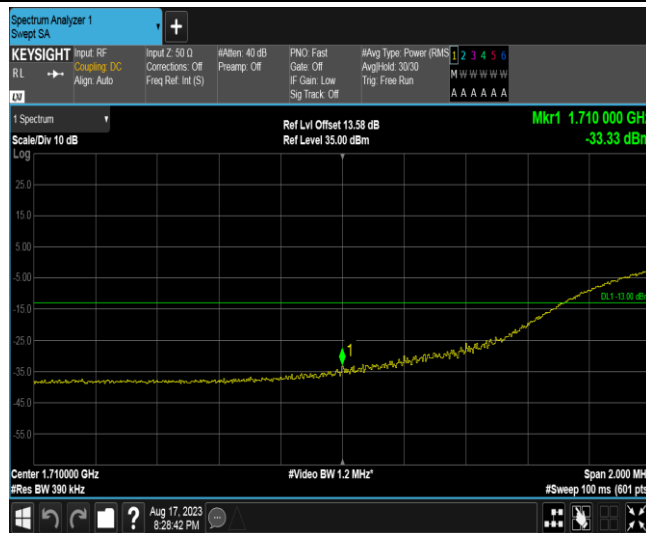 Spectrum Analyzer 1
Swept SA
KEYSIGHT
RL
Input: RF
Coupling: DC
Align: Auto
Input Z: 50 Ω
Corrections: Off
Freq Ref: Int (S)
#Atten: 40 dB
Preamp: Off
PNO: Fast
Gate: Off
IF Gain: Low
Sig Track: Off
#Avg Type: Power (RMS
Avg|Hold: 30/30
Trig: Free Run
1 2 3 4 5 6
M W W W W W
A A A A A A
1 Spectrum
Scale/Div 10 dB
Log
Ref Lvl Offset 13.58 dB
Ref Level 35.00 dBm
Mkr1 1.710 000 GHz
-33.33 dBm
25.0
15.0
5.00
-5.00
-15.0
-25.0
-35.0
-45.0
-55.0
DL1 -13.00 dBm
1
Center 1.710000 GHz
#Res BW 390 kHz
#Video BW 1.2 MHz*
Span 2.000 MH
#Sweep 100 ms (601 pts
?
Aug 17, 2023
8:28:42 PM